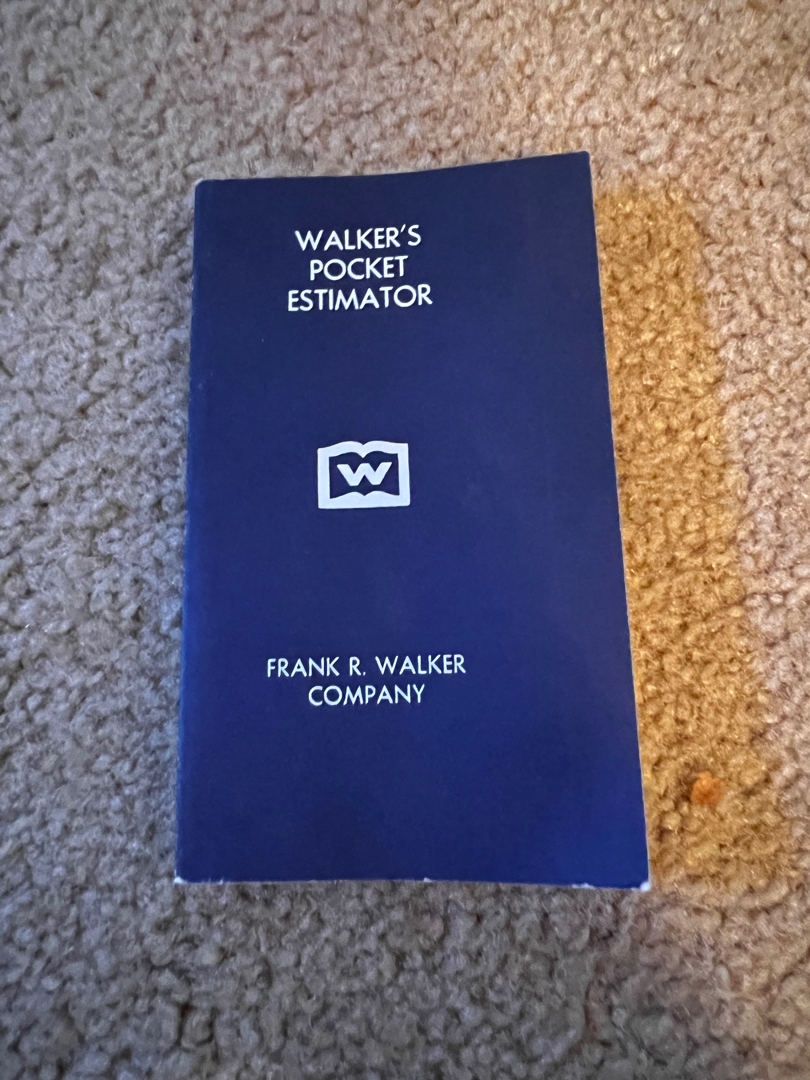 WALKER'S
POCKET
ESTIMATOR
W
FRANK R. WALKER
COMPANY